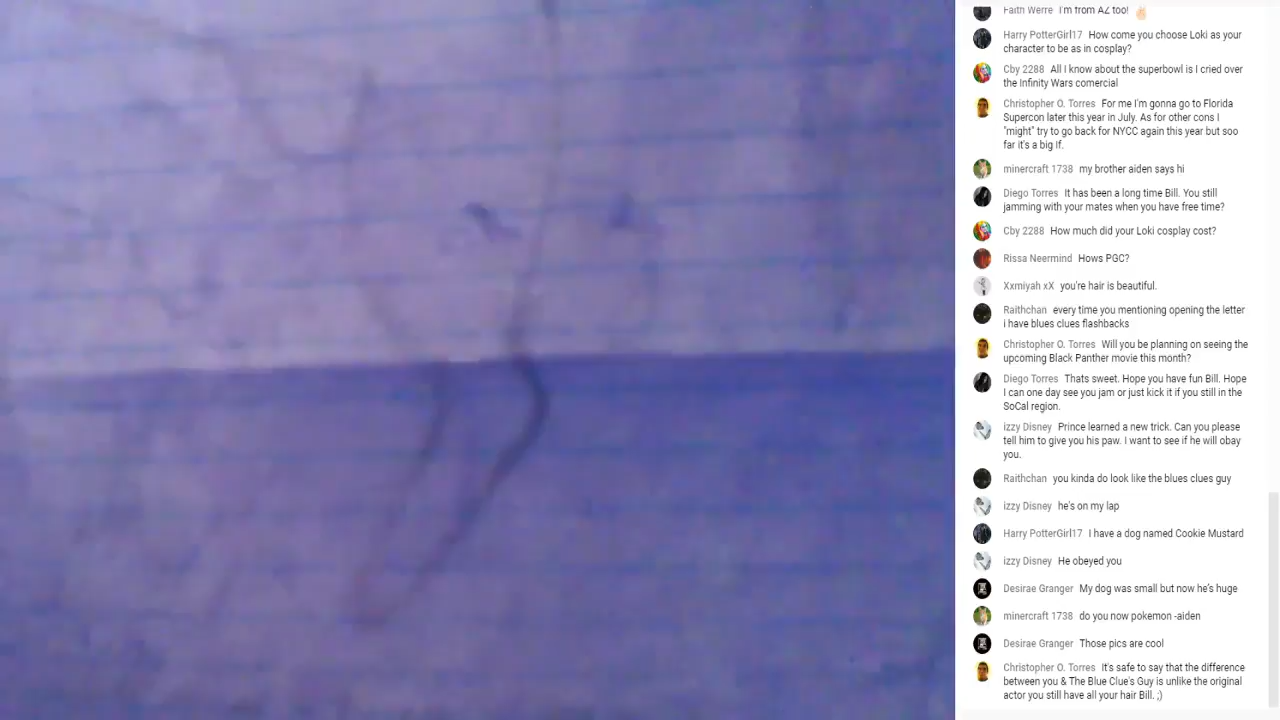 Faith Werre I'm from AZ too!
Harry PotterGirl17 How come you choose Loki as your
character to be as in cosplay?
Cby 2288 All I know about the superbowl is I cried over
the Infinity Wars comercial
Christopher O. Torres For me I'm gonna go to Florida
Supercon later this year in July. As for other cons I
"might" try to go back for NYCC again this year but soo
far it's a big If.
minercraft 1738 my brother aiden says hi
Diego Torres It has been a long time Bill. You still
jamming with your mates when you have free time?
Cby 2288 How much did your Loki cosplay cost?
Rissa Neermind Hows PGC?
Xxmiyah xX you're hair is beautiful.
Raithchan every time you mentioning opening the letter
i have blues clues flashbacks
Christopher O. Torres Will you be planning on seeing the
upcoming Black Panther movie this month?
Diego Torres Thats sweet. Hope you have fun Bill. Hope
I can one day see you jam or just kick it if you still in the
SoCal region.
izzy Disney Prince learned a new trick. Can you please
tell him to give you his paw. I want to see if he will obay
you.
Raithchan you kinda do look like the blues clues guy
izzy Disney he's on my lap
Harry PotterGirl17 I have a dog named Cookie Mustard
izzy Disney He obeyed you
Desirae Granger My dog was small but now he's huge
minercraft 1738 do you now pokemon -aiden
Desirae Granger Those pics are cool
Christopher O. Torres It's safe to say that the difference
between you & The Blue Clue's Guy is unlike the original
actor you still have all your hair Bill. ;)